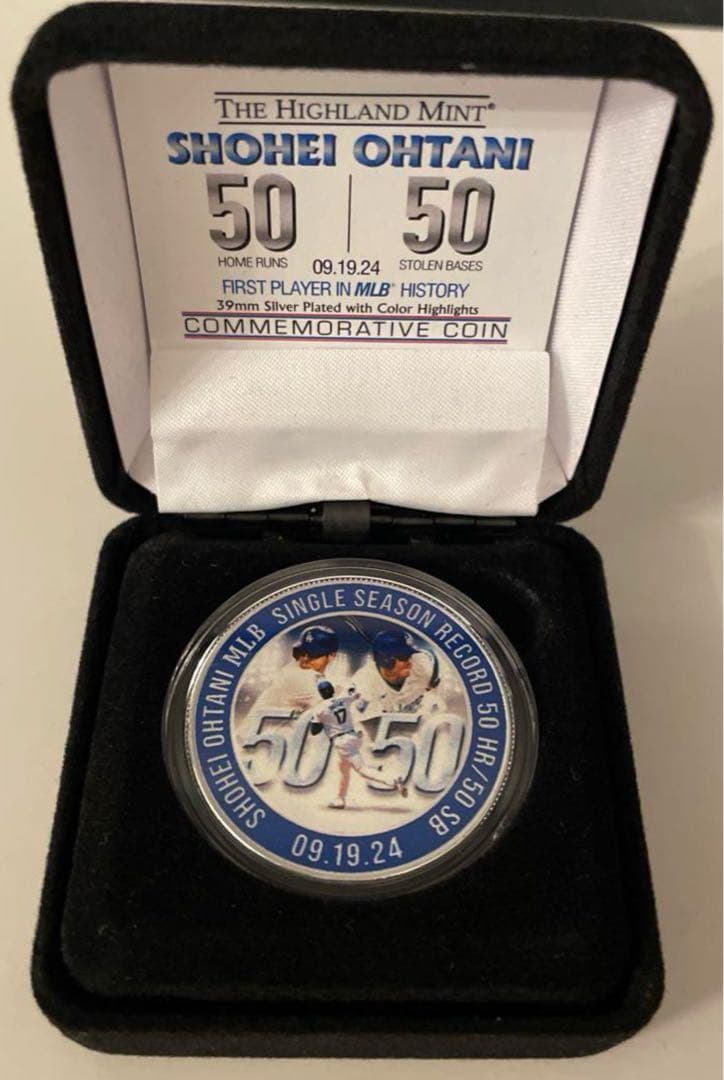 THE HIGHLAND MINT®
SHOHEI OHTANI
50 | 50
HOME RUNS 09.19.24 STOLEN BASES
FIRST PLAYER IN MLB® HISTORY
39mm Silver Plated with Color Highlights
COMMEMORATIVE COIN
SHOHEI OHTANI MLB SINGLE SEASON RECORD 50 HR/50 SB
50 50
17
09.19.24